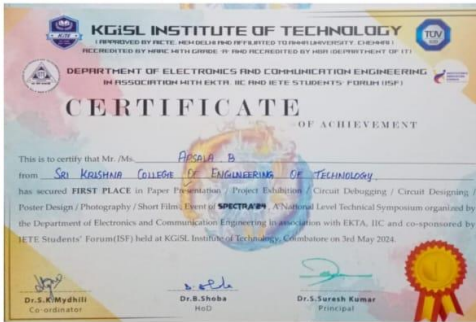 KGiSL INSTITUTE OF TECHNOLOGY
( APPROVED BY AICTE, NEW DELHI AND AFFILIATED TO ANNA UNIVERSITY, CHENNAI )
ACCREDITED BY NAAC WITH GRADE 'A' AND ACCREDITED BY NBA (DEPARTMENT OF IT)
DEPARTMENT OF ELECTRONICS AND COMMUNICATION ENGINEERING
IN ASSOCIATION WITH EKTA, IIC AND IETE STUDENTS' FORUM (ISF)
CERTIFICATE
OF ACHIEVEMENT
This is to certify that Mr. /Ms. APSALA B
from SRI KRISHNA COLLEGE OF ENGINEERING OF TECHNOLOGY
has secured FIRST PLACE in Paper Presentation / Project Exhibition / Circuit Debugging / Circuit Designing /
Poster Design / Photography / Short Film , Event of SPECTRA'24 , A National Level Technical Symposium organized by
the Department of Electronics and Communication Engineering in association with EKTA, IIC and co-sponsored by
IETE Students' Forum(ISF) held at KGiSL Institute of Technology, Coimbatore on 3rd May 2024.
Dr.S.K.Mydhili
Co-ordinator
Dr.B.Shoba
HoD
Dr.S.Suresh Kumar
Principal
TÜV
1